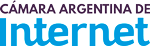 CÁMARA ARGENTINA DE
Internet